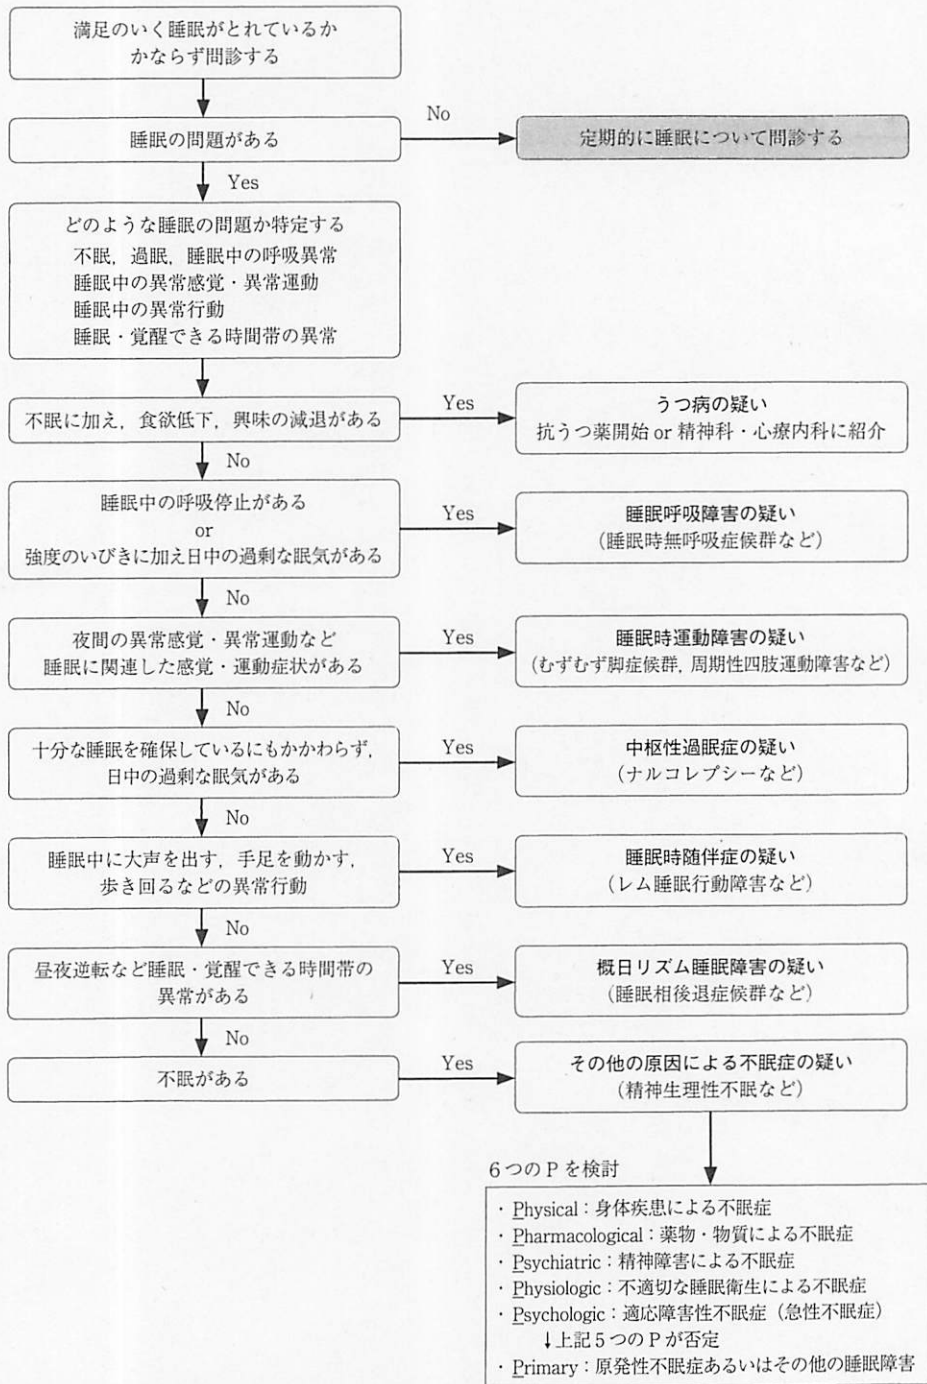 満足のいく睡眠がとれているか
かならず問診する
睡眠の問題がある
No
定期的に睡眠について問診する
Yes
どのような睡眠の問題か特定する
不眠，過眠，睡眠中の呼吸異常
睡眠中の異常感覚・異常運動
睡眠中の異常行動
睡眠・覚醒できる時間帯の異常
不眠に加え，食欲低下，興味の減退がある
Yes
うつ病の疑い
抗うつ薬開始 or 精神科・心療内科に紹介
No
睡眠中の呼吸停止がある
or
強度のいびきに加え日中の過剰な眠気がある
Yes
睡眠呼吸障害の疑い
(睡眠時無呼吸症候群など)
No
夜間の異常感覚・異常運動など
睡眠に関連した感覚・運動症状がある
Yes
睡眠時運動障害の疑い
(むずむず脚症候群，周期性四肢運動障害など)
No
十分な睡眠を確保しているにもかかわらず，
日中の過剰な眠気がある
Yes
中枢性過眠症の疑い
(ナルコレプシーなど)
No
睡眠中に大声を出す，手足を動かす，
歩き回るなどの異常行動
Yes
睡眠時随伴症の疑い
(レム睡眠行動障害など)
No
昼夜逆転など睡眠・覚醒できる時間帯の
異常がある
Yes
概日リズム睡眠障害の疑い
(睡眠相後退症候群など)
No
不眠がある
Yes
その他の原因による不眠症の疑い
(精神生理性不眠など)
6つのPを検討
・Physical：身体疾患による不眠症
・Pharmacological：薬物・物質による不眠症
・Psychiatric：精神障害による不眠症
・Physiologic：不適切な睡眠衛生による不眠症
・Psychologic：適応障害性不眠症（急性不眠症）
↓上記5つのPが否定
・Primary：原発性不眠症あるいはその他の睡眠障害